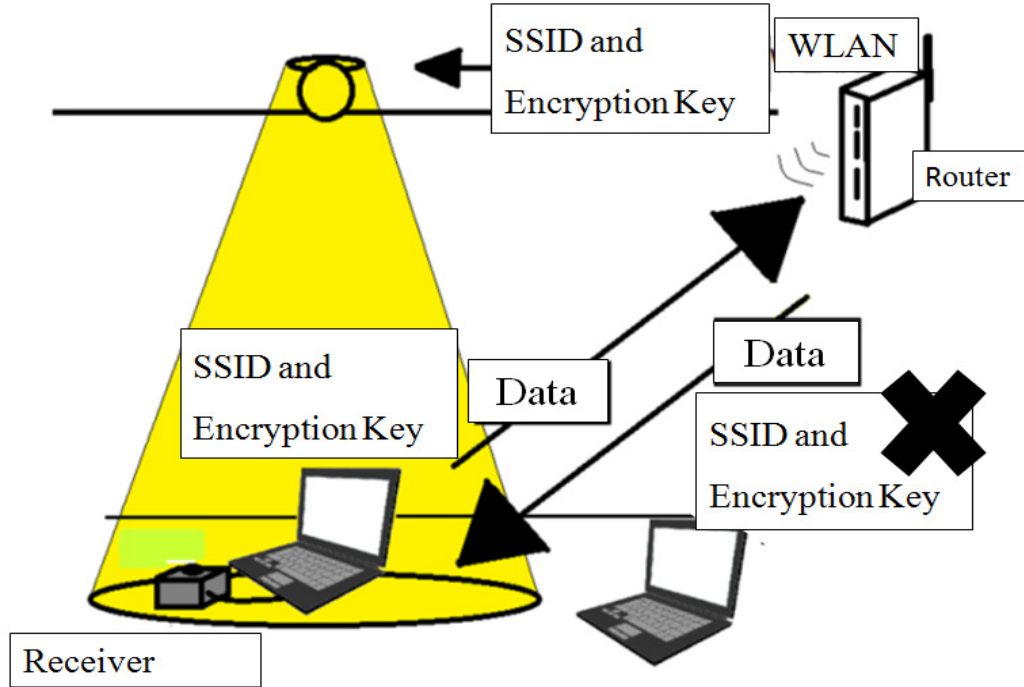 SSID and
Encryption Key
WLAN
Router
SSID and
Encryption Key
Data
Data
SSID and
Encryption Key
Receiver